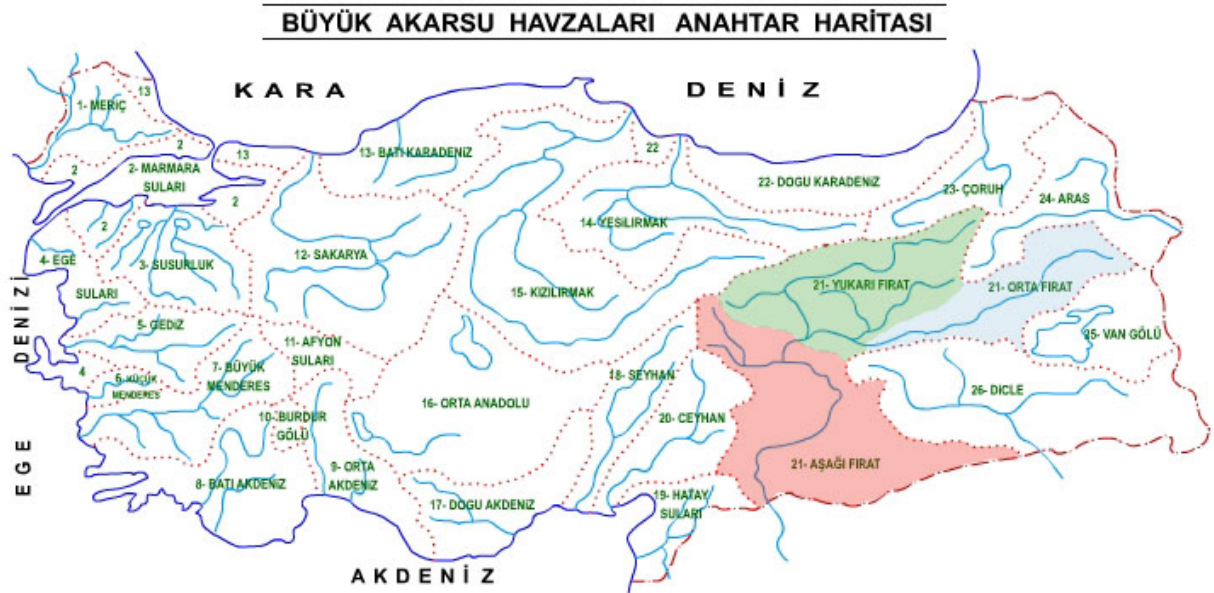 BÜYÜK AKARSU HAVZALARI ANAHTAR HARİTASI
KARA DENİZ
1- MERİÇ
13
2
2
2- MARMARA
SULARI
13
2
13- BATI KARADENİZ
22
22- DOGU KARADENİZ
23- ÇORUH
24- ARAS
2
4- EGE
SULARI
3- SUSURLUK
12- SAKARYA
14- YESILIRMAK
15- KIZILIRMAK
21- YUKARI FIRAT
21- ORTA FIRAT
25- VAN GÖLÜ
EGE DENİZİ
5- GEDİZ
4
6- KÜÇÜK
MENDERES
7- BÜYÜK
MENDERES
11- AFYON
SULARI
10- BURDUR
GÖLÜ
16- ORTA ANADOLU
18- SEYHAN
20- CEYHAN
26- DICLE
21- AŞAĞI FIRAT
8- BATI AKDENİZ
9- ORTA
AKDENİZ
17- DOGU AKDENİZ
19- HATAY
SULARI
AKDENİZ